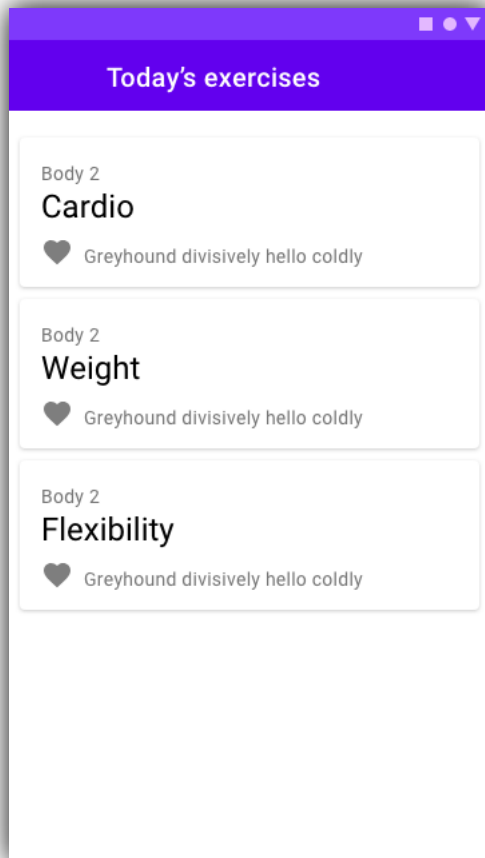 Today’s exercises
Body 2
Cardio
Greyhound divisively hello coldly
Body 2
Weight
Greyhound divisively hello coldly
Body 2
Flexibility
Greyhound divisively hello coldly